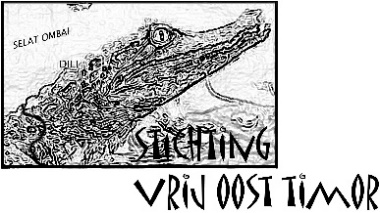 SELAT OMBAI
DILI
STICHTING
VRIJ OOST TIMOR